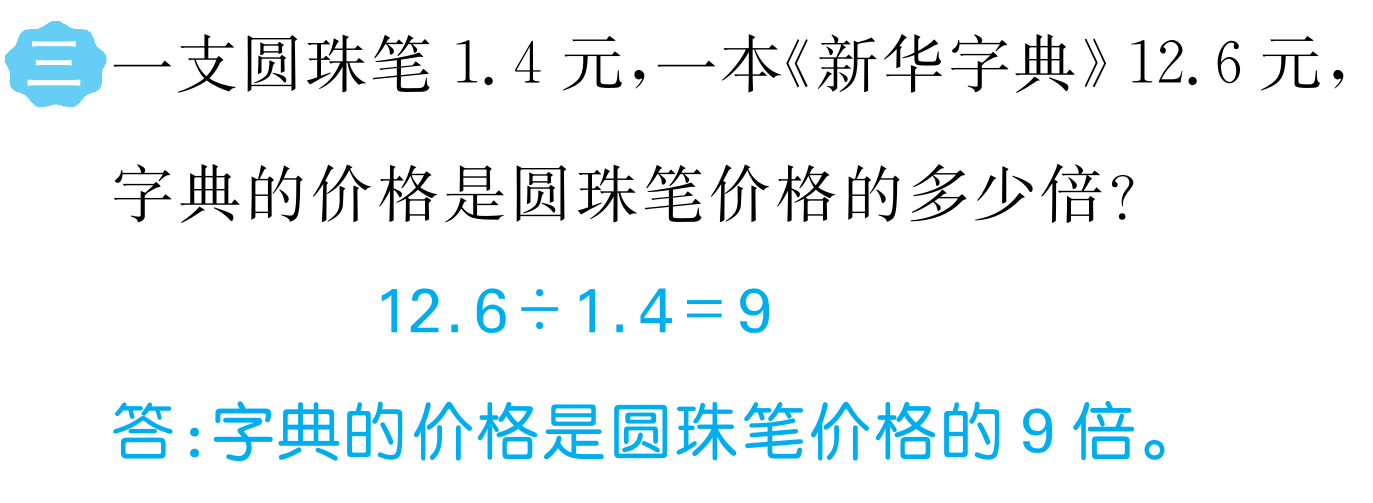 三 一支圆珠笔 1.4 元,一本《新华字典》12.6 元,
字典的价格是圆珠笔价格的多少倍?
12.6÷1.4=9
答:字典的价格是圆珠笔价格的 9 倍。